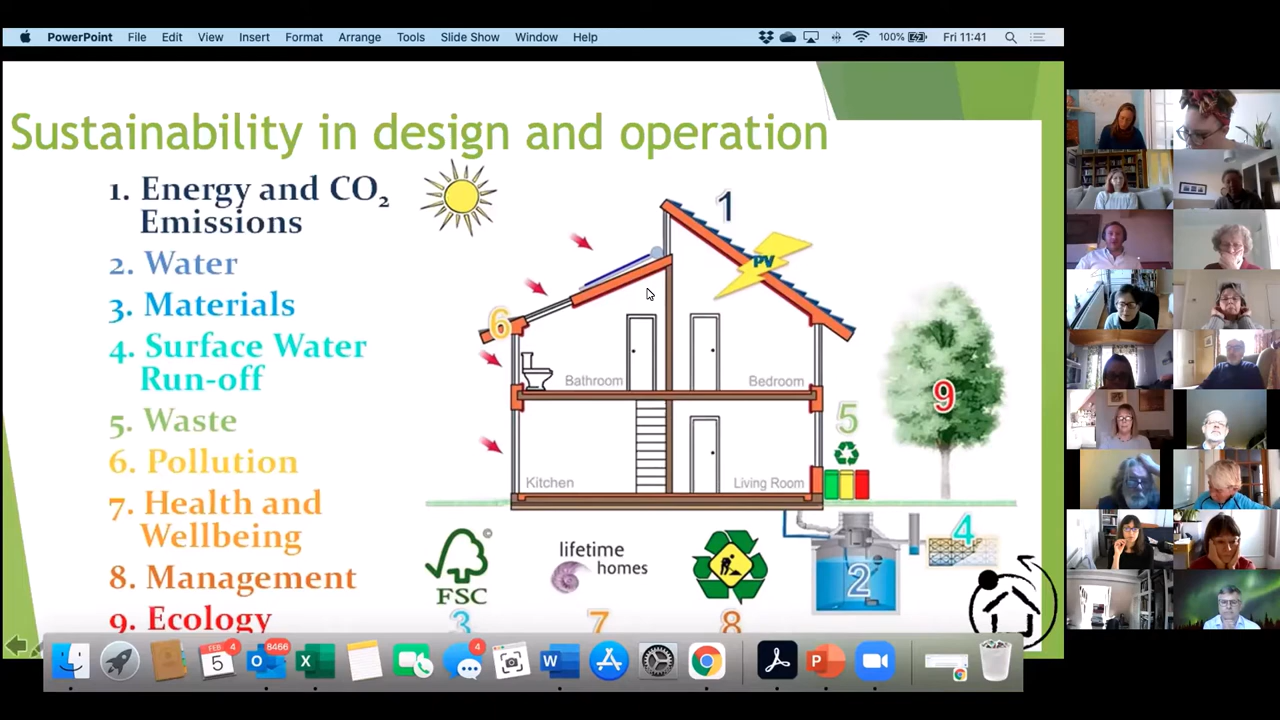 PowerPoint File Edit View Insert Format Arrange Tools Slide Show Window Help 100% Fri 11:41
Sustainability in design and operation
1. Energy and CO₂
Emissions
2. Water
3. Materials
4. Surface Water
Run-off
5. Waste
6. Pollution
7. Health and
Wellbeing
8. Management
9. Ecology
1
PV
6
Bathroom
Bedroom
9
5
Kitchen
Living Room
©
FSC
lifetime
homes
2
4
3
7
8
FEB
5
4
8466
4